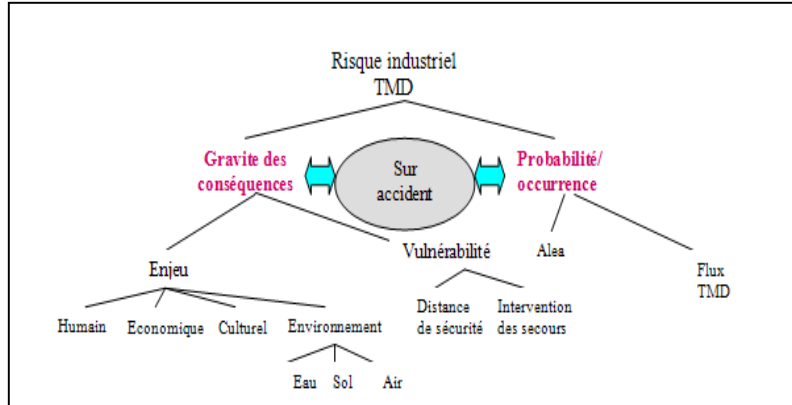 Risque industriel
TMD
Gravite des
conséquences
Sur
accident
Probabilité/
occurrence
Enjeu
Vulnérabilité
Alea
Flux
TMD
Humain
Economique
Culturel
Environnement
Distance
de sécurité
Intervention
des secours
Eau
Sol
Air